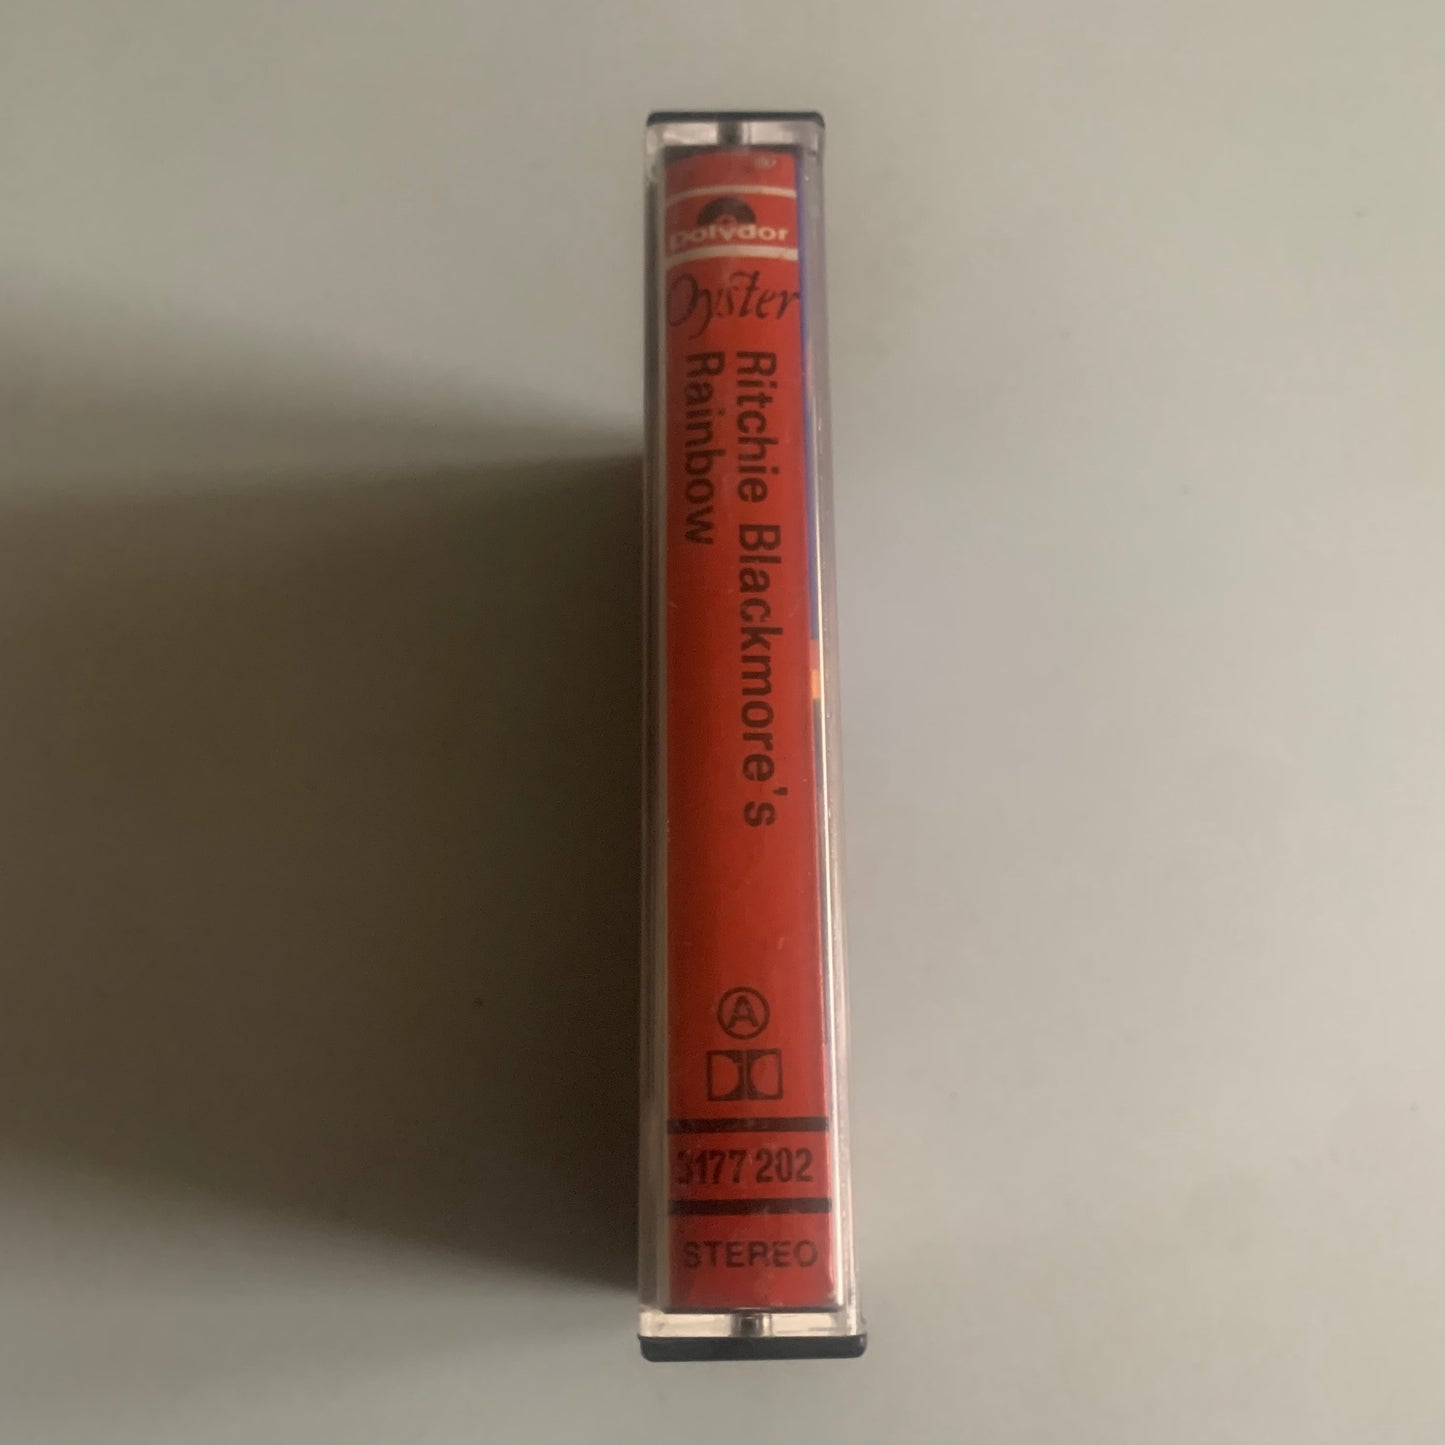 Polydor
Oyster
Ritchie Blackmore's
Rainbow
A
3177 202
STEREO